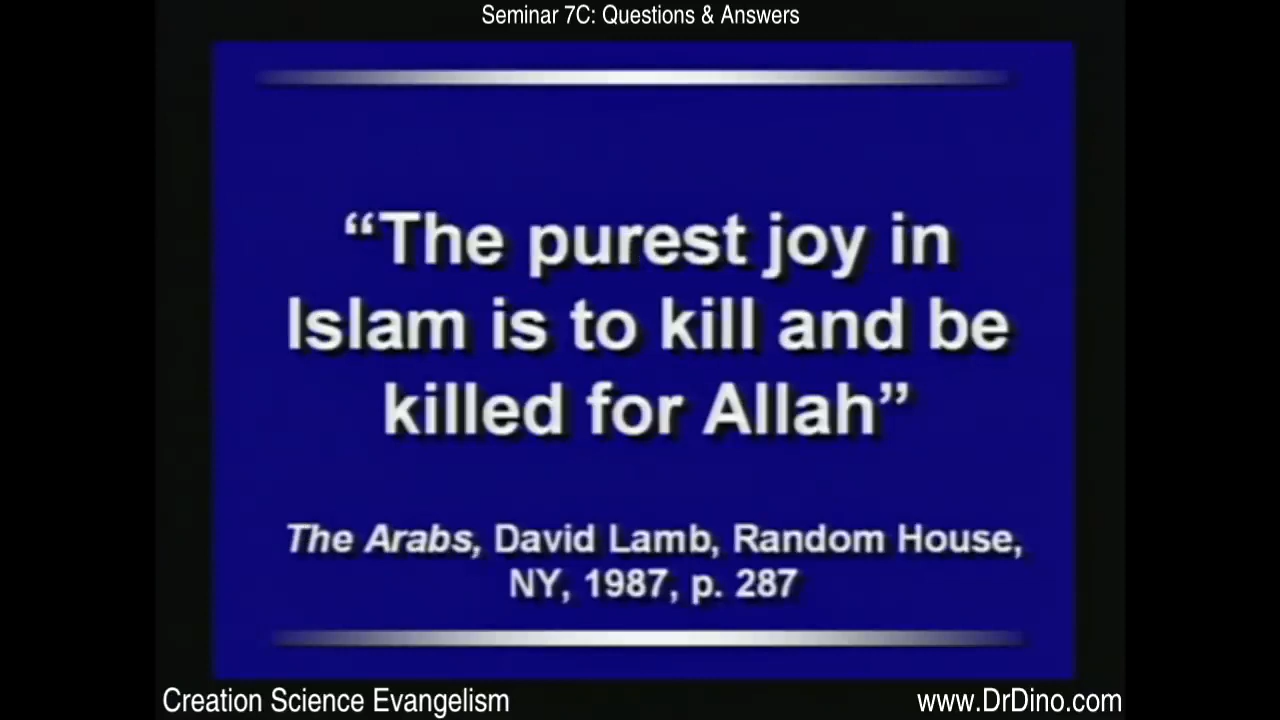 Seminar 7C: Questions & Answers
“The purest joy in
Islam is to kill and be
killed for Allah”
The Arabs, David Lamb, Random House,
NY, 1987, p. 287
Creation Science Evangelism
www.DrDino.com